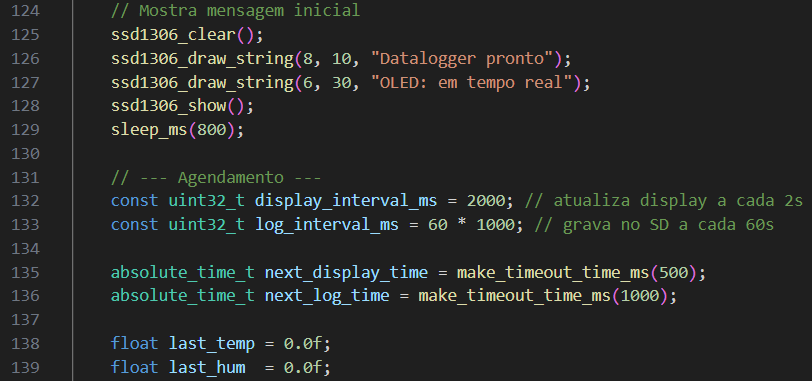 124 // Mostra mensagem inicial
125 ssd1306_clear();
126 ssd1306_draw_string(8, 10, "Datalogger pronto");
127 ssd1306_draw_string(6, 30, "OLED: em tempo real");
128 ssd1306_show();
129 sleep_ms(800);
130
131 // --- Agendamento ---
132 const uint32_t display_interval_ms = 2000; // atualiza display a cada 2s
133 const uint32_t log_interval_ms = 60 * 1000; // grava no SD a cada 60s
134
135 absolute_time_t next_display_time = make_timeout_time_ms(500);
136 absolute_time_t next_log_time = make_timeout_time_ms(1000);
137
138 float last_temp = 0.0f;
139 float last_hum  = 0.0f;